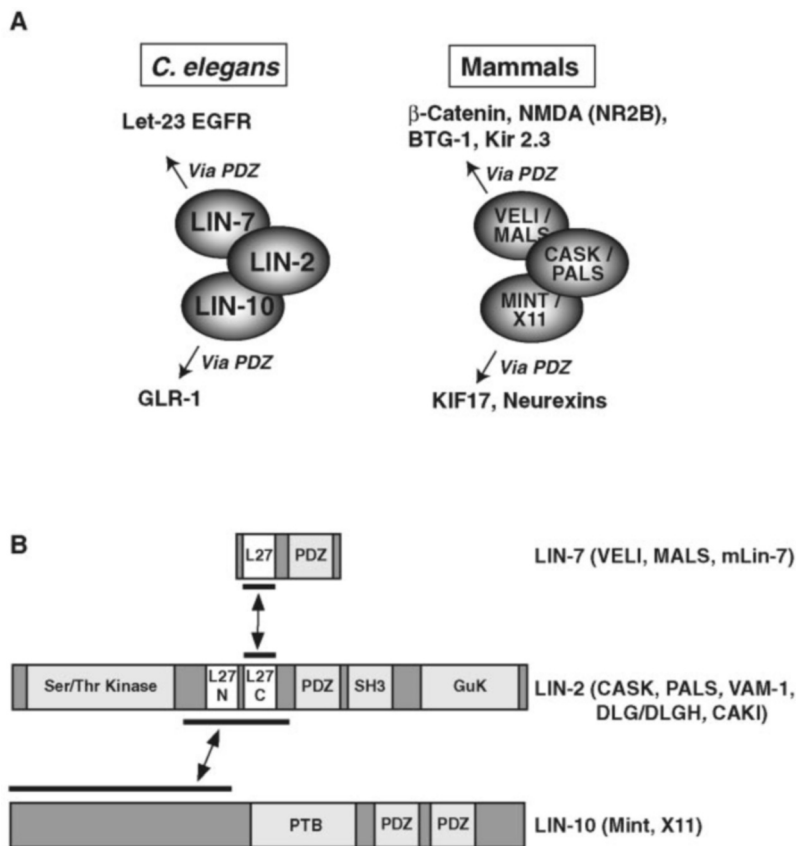 A
C. elegans
Let-23 EGFR
Via PDZ
LIN-7
LIN-2
LIN-10
Via PDZ
GLR-1
Mammals
β-Catenin, NMDA (NR2B),
BTG-1, Kir 2.3
Via PDZ
VELI /
MALS
CASK /
PALS
MINT /
X11
Via PDZ
KIF17, Neurexins
B
L27 PDZ
LIN-7 (VELI, MALS, mLin-7)
Ser/Thr Kinase L27 N L27 C PDZ SH3 GuK
LIN-2 (CASK, PALS, VAM-1,
DLG/DLGH, CAKI)
PTB PDZ PDZ
LIN-10 (Mint, X11)